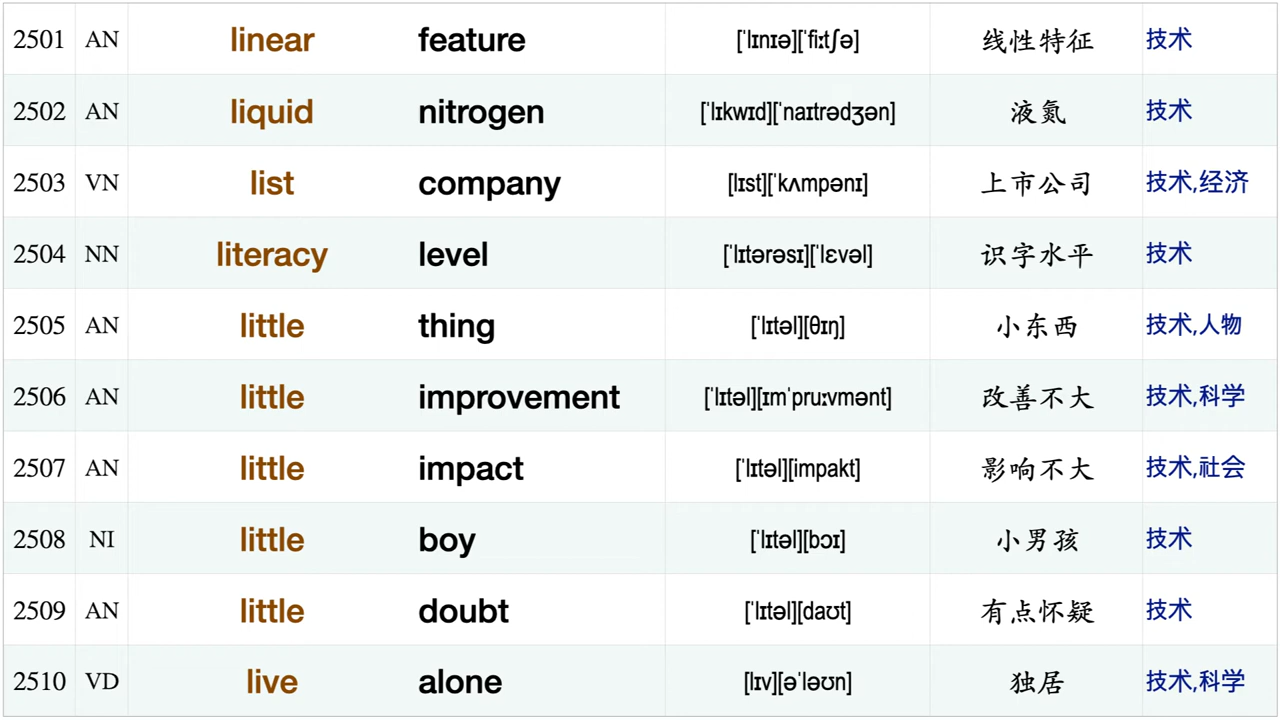 2501 AN linear feature [ˈlɪnɪə][ˈfiːtʃə] 线性特征 技术
2502 AN liquid nitrogen [ˈlɪkwɪd][ˈnaɪtrədʒən] 液氮 技术
2503 VN list company [lɪst][ˈkʌmpənɪ] 上市公司 技术,经济
2504 NN literacy level [ˈlɪtərəsɪ][ˈlɛvəl] 识字水平 技术
2505 AN little thing [ˈlɪtəl][θɪŋ] 小东西 技术,人物
2506 AN little improvement [ˈlɪtəl][ɪmˈpruːvmənt] 改善不大 技术,科学
2507 AN little impact [ˈlɪtəl][impakt] 影响不大 技术,社会
2508 NI little boy [ˈlɪtəl][bɔɪ] 小男孩 技术
2509 AN little doubt [ˈlɪtəl][daʊt] 有点怀疑 技术
2510 VD live alone [lɪv][əˈləʊn] 独居 技术,科学